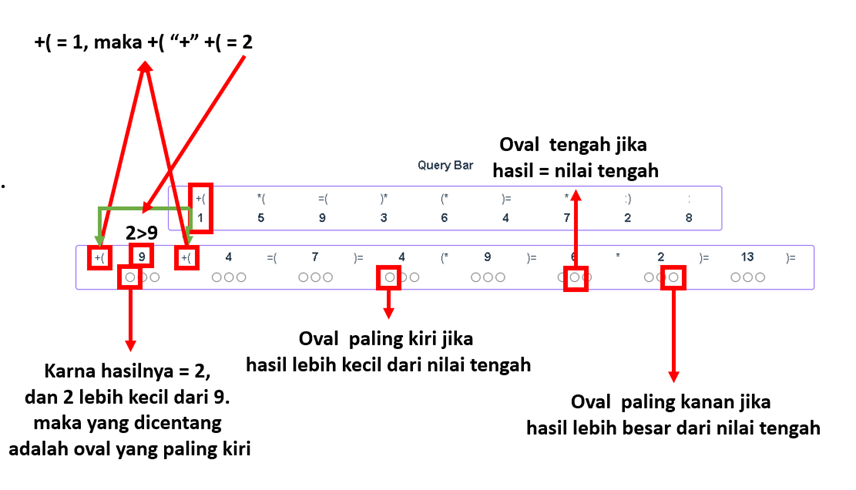 +( = 1, maka +( “+” +( = 2
Oval tengah jika
hasil = nilai tengah
Query Bar
.
+( *( =( )* (* )= * :) :
1 5 9 3 6 4 7 2 8
2>9
+( 9 +( 4 =( 7 )= 4 (* 9 )= 6 * 2 )= 13 )=
Oval paling kiri jika
hasil lebih kecil dari nilai tengah
Karna hasilnya = 2,
dan 2 lebih kecil dari 9.
maka yang dicentang
adalah oval yang paling kiri
Oval paling kanan jika
hasil lebih besar dari nilai tengah